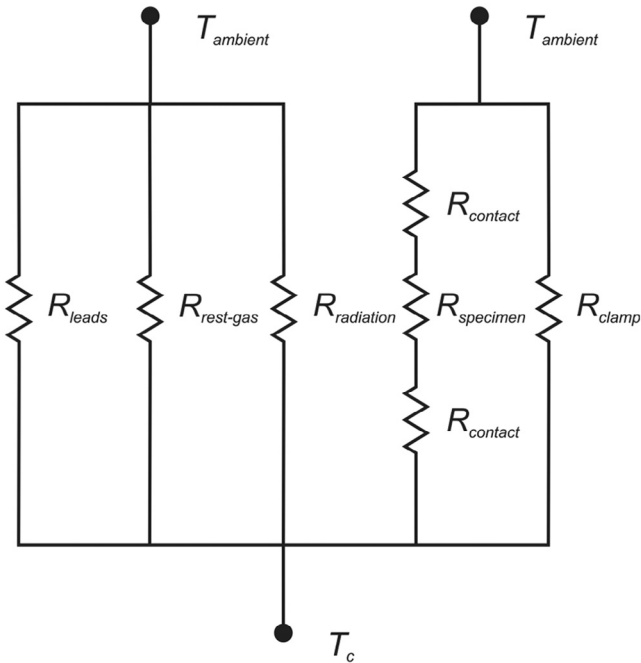 T_ambient T_ambient
R_contact
R_leads R_rest-gas R_radiation R_specimen R_clamp
R_contact
T_c